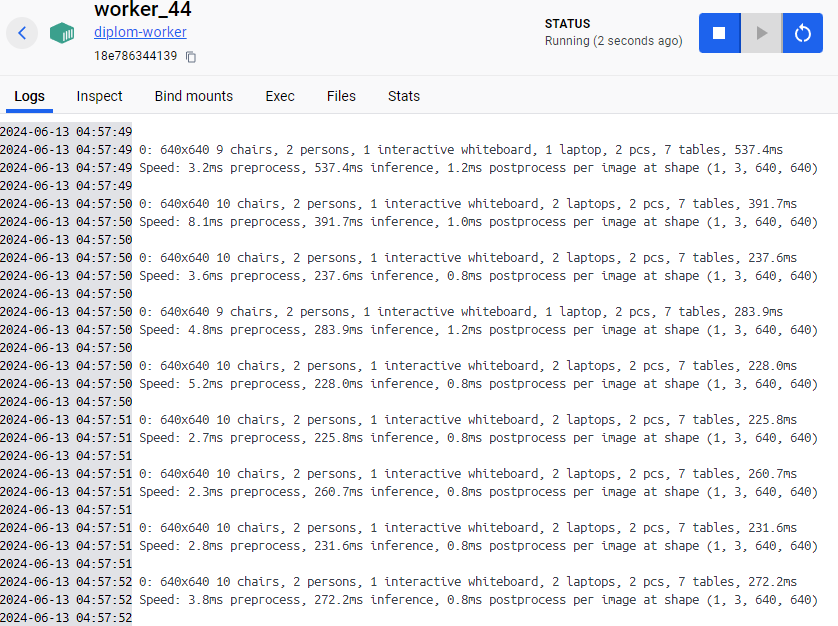 worker_44
diplom-worker
18e786344139
STATUS
Running (2 seconds ago)
Logs Inspect Bind mounts Exec Files Stats
2024-06-13 04:57:49
2024-06-13 04:57:49 0: 640x640 9 chairs, 2 persons, 1 interactive whiteboard, 1 laptop, 2 pcs, 7 tables, 537.4ms
2024-06-13 04:57:49 Speed: 3.2ms preprocess, 537.4ms inference, 1.2ms postprocess per image at shape (1, 3, 640, 640)
2024-06-13 04:57:49
2024-06-13 04:57:50 0: 640x640 10 chairs, 2 persons, 1 interactive whiteboard, 2 laptops, 2 pcs, 7 tables, 391.7ms
2024-06-13 04:57:50 Speed: 8.1ms preprocess, 391.7ms inference, 1.0ms postprocess per image at shape (1, 3, 640, 640)
2024-06-13 04:57:50
2024-06-13 04:57:50 0: 640x640 10 chairs, 2 persons, 1 interactive whiteboard, 2 laptops, 2 pcs, 7 tables, 237.6ms
2024-06-13 04:57:50 Speed: 3.6ms preprocess, 237.6ms inference, 0.8ms postprocess per image at shape (1, 3, 640, 640)
2024-06-13 04:57:50
2024-06-13 04:57:50 0: 640x640 9 chairs, 2 persons, 1 interactive whiteboard, 1 laptop, 2 pcs, 7 tables, 283.9ms
2024-06-13 04:57:50 Speed: 4.8ms preprocess, 283.9ms inference, 1.2ms postprocess per image at shape (1, 3, 640, 640)
2024-06-13 04:57:50
2024-06-13 04:57:50 0: 640x640 10 chairs, 2 persons, 1 interactive whiteboard, 2 laptops, 2 pcs, 7 tables, 228.0ms
2024-06-13 04:57:50 Speed: 5.2ms preprocess, 228.0ms inference, 0.8ms postprocess per image at shape (1, 3, 640, 640)
2024-06-13 04:57:50
2024-06-13 04:57:51 0: 640x640 10 chairs, 2 persons, 1 interactive whiteboard, 2 laptops, 2 pcs, 7 tables, 225.8ms
2024-06-13 04:57:51 Speed: 2.7ms preprocess, 225.8ms inference, 0.8ms postprocess per image at shape (1, 3, 640, 640)
2024-06-13 04:57:51
2024-06-13 04:57:51 0: 640x640 10 chairs, 2 persons, 1 interactive whiteboard, 2 laptops, 2 pcs, 7 tables, 260.7ms
2024-06-13 04:57:51 Speed: 2.3ms preprocess, 260.7ms inference, 0.8ms postprocess per image at shape (1, 3, 640, 640)
2024-06-13 04:57:51
2024-06-13 04:57:51 0: 640x640 10 chairs, 2 persons, 1 interactive whiteboard, 2 laptops, 2 pcs, 7 tables, 231.6ms
2024-06-13 04:57:51 Speed: 2.8ms preprocess, 231.6ms inference, 0.8ms postprocess per image at shape (1, 3, 640, 640)
2024-06-13 04:57:51
2024-06-13 04:57:52 0: 640x640 10 chairs, 2 persons, 1 interactive whiteboard, 2 laptops, 2 pcs, 7 tables, 272.2ms
2024-06-13 04:57:52 Speed: 3.8ms preprocess, 272.2ms inference, 0.8ms postprocess per image at shape (1, 3, 640, 640)
2024-06-13 04:57:52